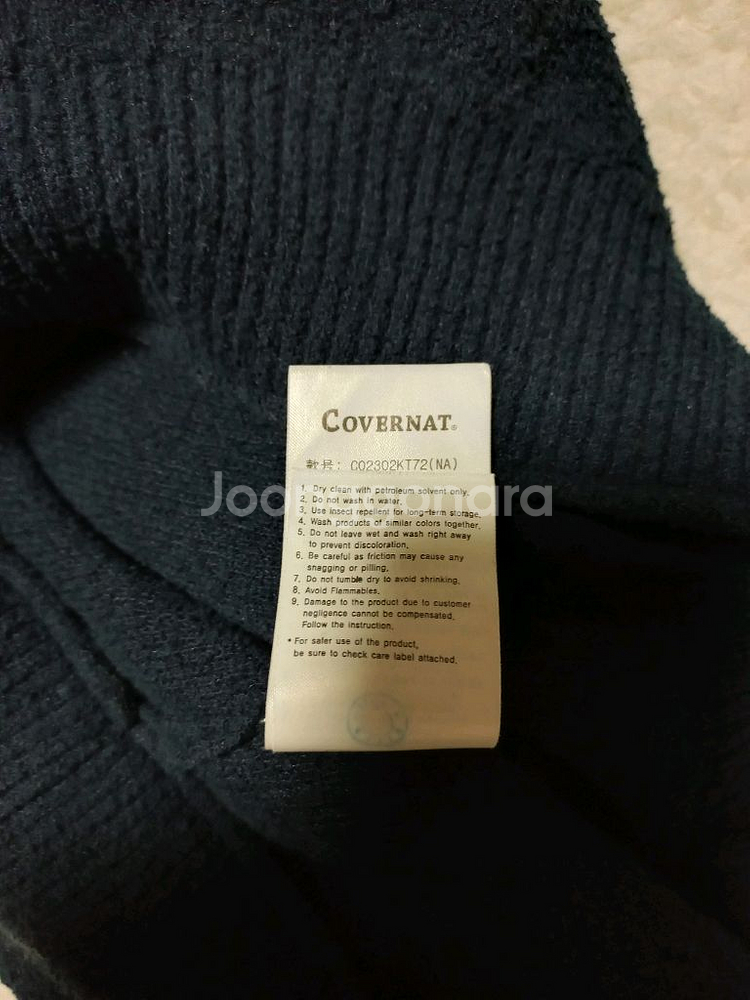 COVERNAT®
款号: CO2302KT72(NA)
Joongonara
1. Dry clean with petroleum solvent only.
2. Do not wash in water.
3. Use insect repellent for long-term storage.
4. Wash products of similar colors together.
5. Do not leave wet and wash right away
to prevent discoloration.
6. Be careful as friction may cause any
snagging or pilling.
7. Do not tumble dry to avoid shrinking.
8. Avoid Flammables.
9. Damage to the product due to customer
negligence cannot be compensated.
Follow the instruction.
* For safer use of the product,
be sure to check care label attached.